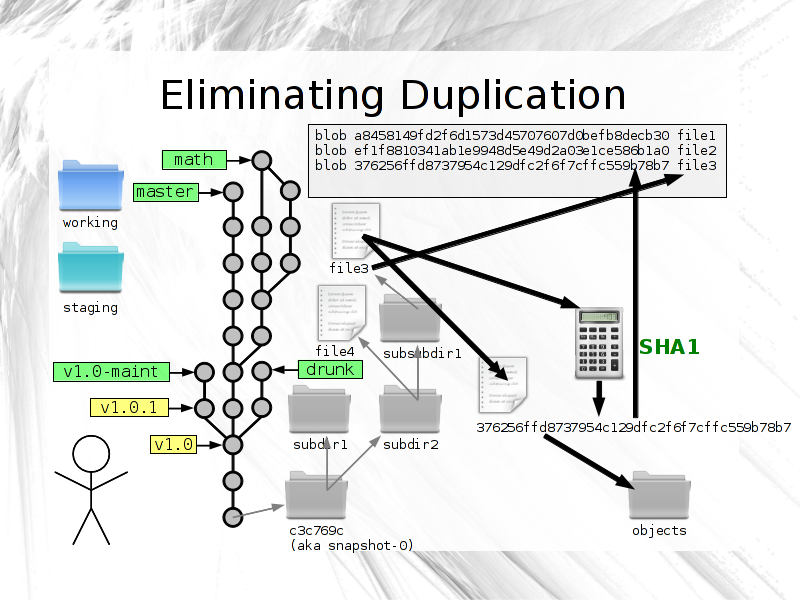 Eliminating Duplication
blob a8458149fd2f6d1573d45707607d0befb8decb30 file1
blob ef1f8810341ab1e9948d5e49d2a03e1ce586b1a0 file2
blob 376256ffd8737954c129dfc2f6f7cffc559b78b7 file3
math
master
working
staging
file3
file4
subsubdir1
SHA1
v1.0-maint
drunk
v1.0.1
v1.0
subdir1
subdir2
376256ffd8737954c129dfc2f6f7cffc559b78b7
c3c769c
(aka snapshot-0)
objects